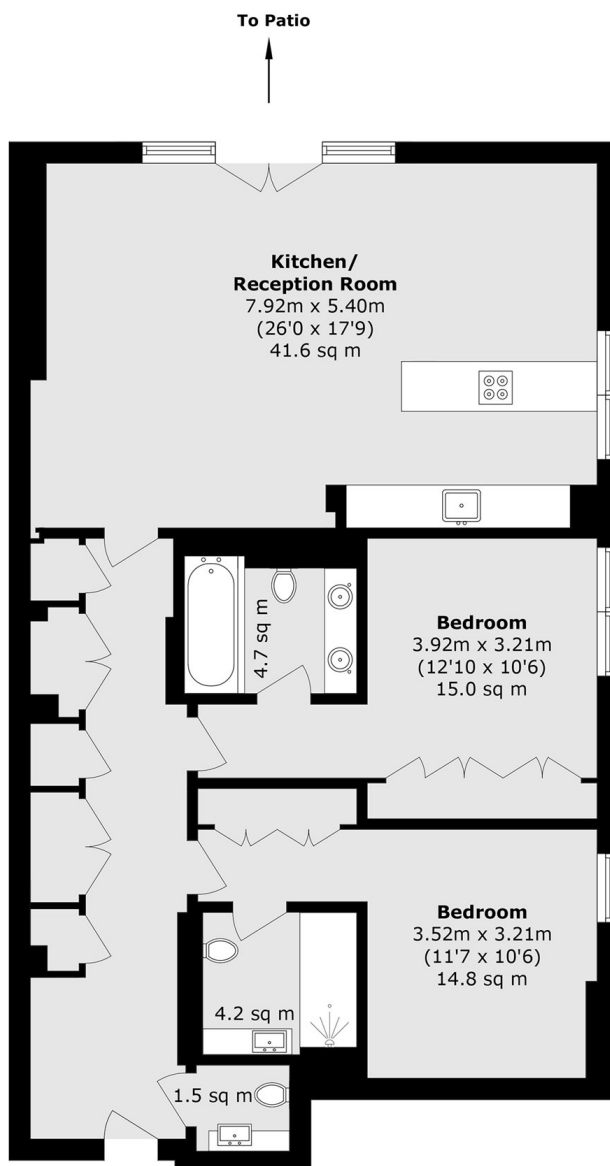 To Patio
Kitchen/
Reception Room
7.92m x 5.40m
(26'0 x 17'9)
41.6 sq m
4.7 sq m
Bedroom
3.92m x 3.21m
(12'10 x 10'6)
15.0 sq m
Bedroom
3.52m x 3.21m
(11'7 x 10'6)
14.8 sq m
4.2 sq m
1.5 sq m